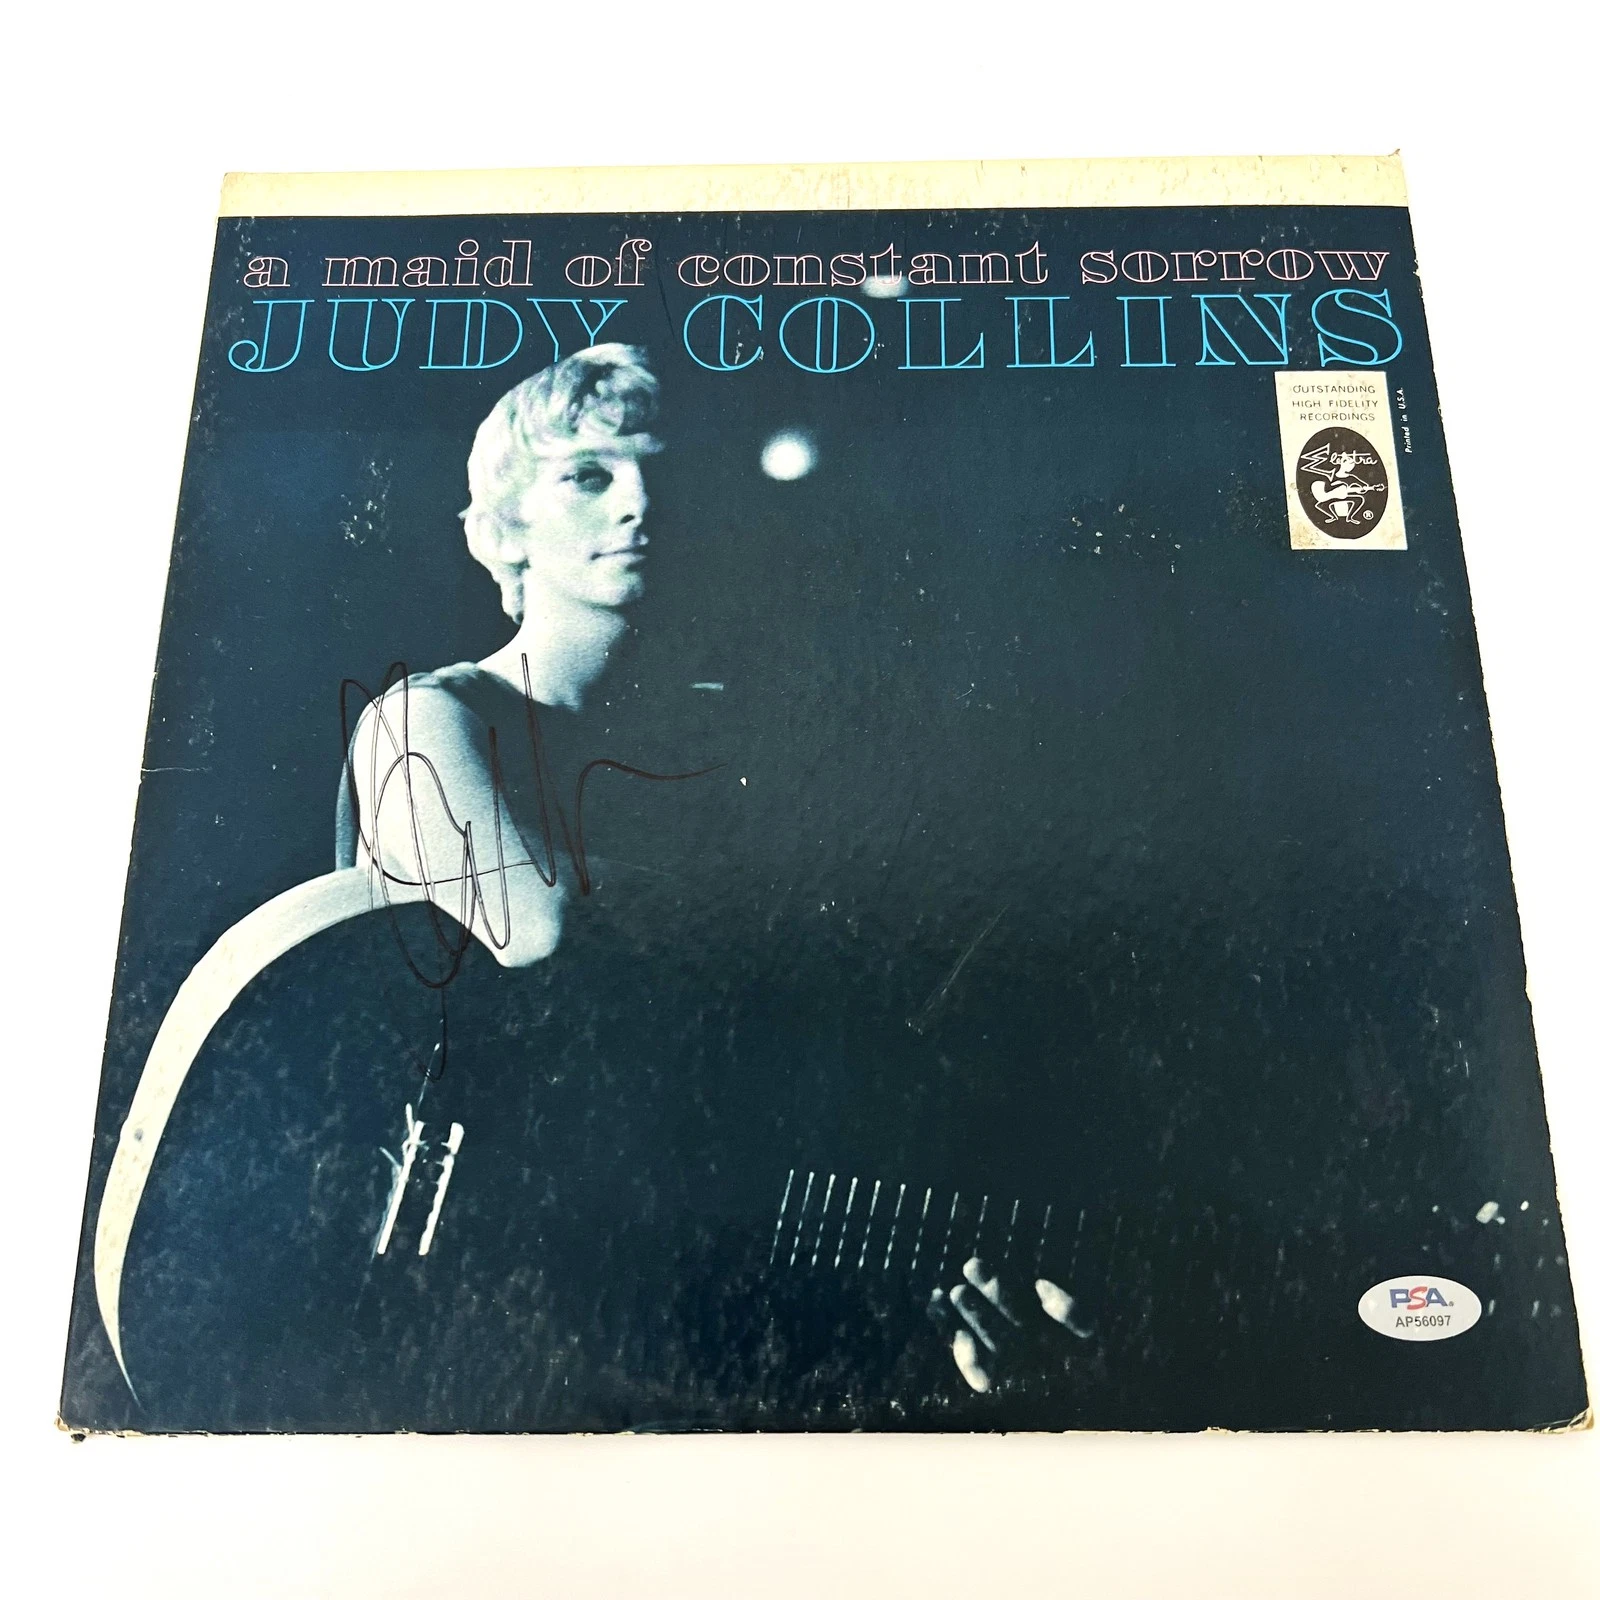 a maid of constant sorrow
JUDY COLLINS
OUTSTANDING
HIGH FIDELITY
RECORDINGS
Elektra
®
Printed in U.S.A.
PSA®
AP56097